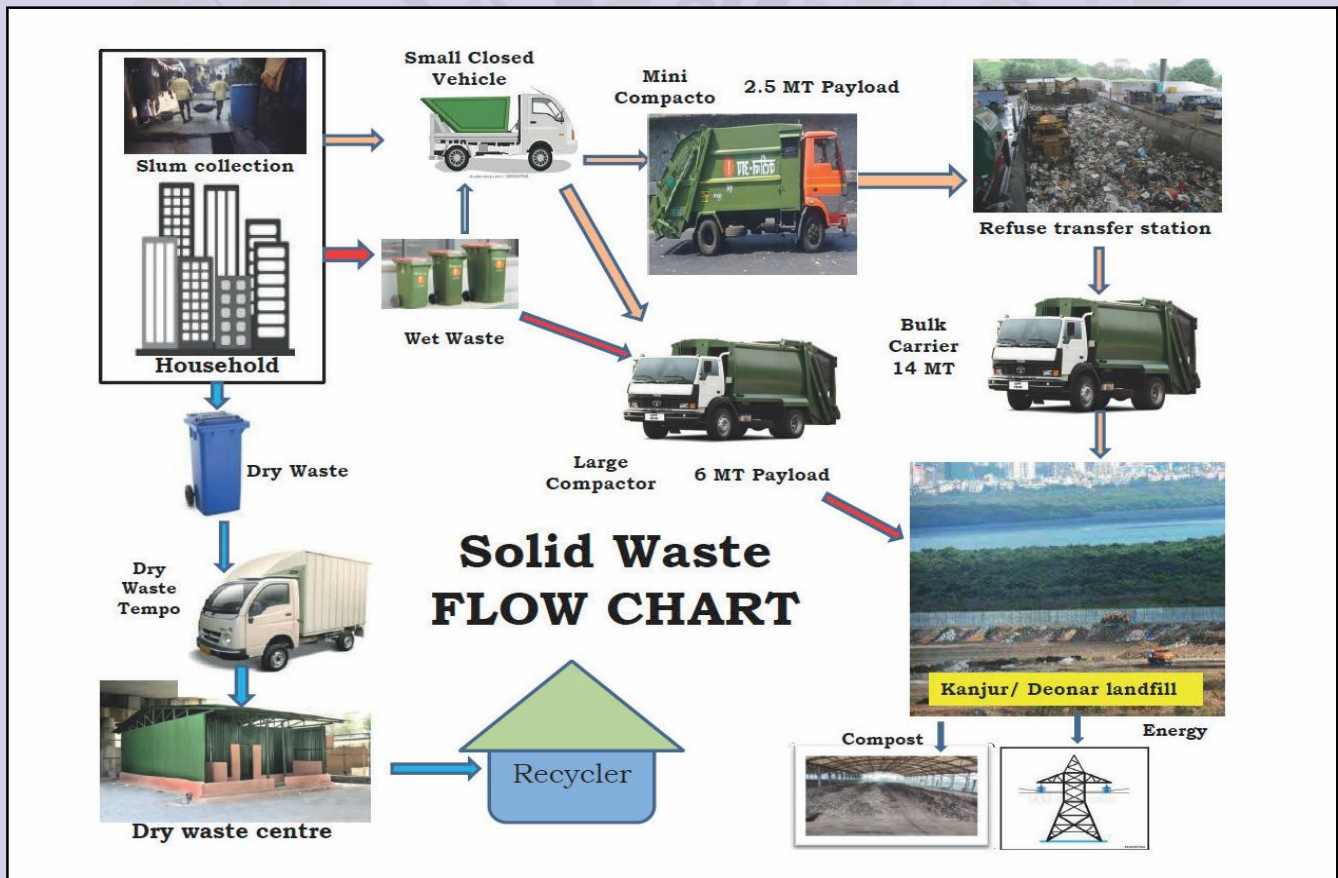 Small Closed
Vehicle
Mini
Compacto
2.5 MT Payload
Slum collection
Refuse transfer station
Household
Wet Waste
Bulk
Carrier
14 MT
Dry Waste
Large
Compactor
6 MT Payload
Dry
Waste
Tempo
Solid Waste
FLOW CHART
Kanjur/ Deonar landfill
Energy
Compost
Recycler
Dry waste centre